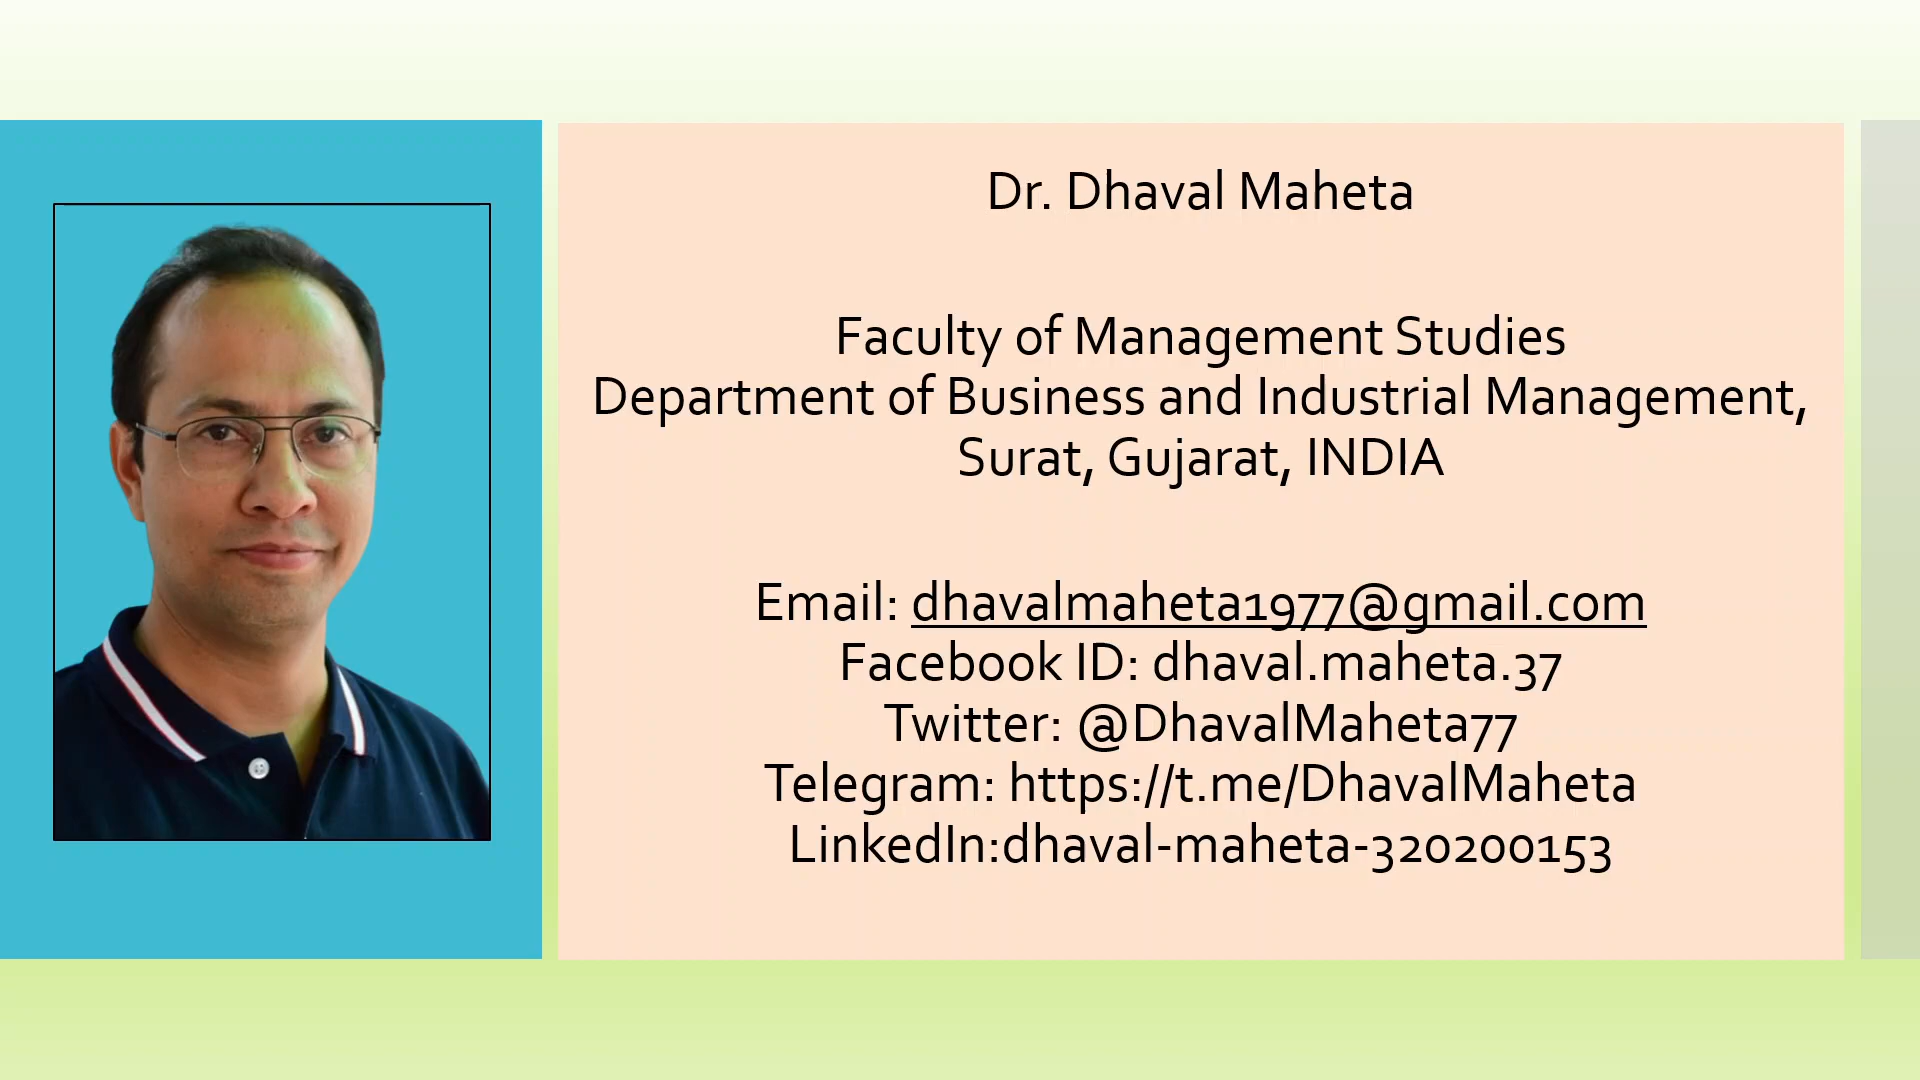 Dr. Dhaval Maheta
Faculty of Management Studies
Department of Business and Industrial Management,
Surat, Gujarat, INDIA
Email: dhavalmaheta1977@gmail.com
Facebook ID: dhaval.maheta.37
Twitter: @DhavalMaheta77
Telegram: https://t.me/DhavalMaheta
LinkedIn:dhaval-maheta-320200153